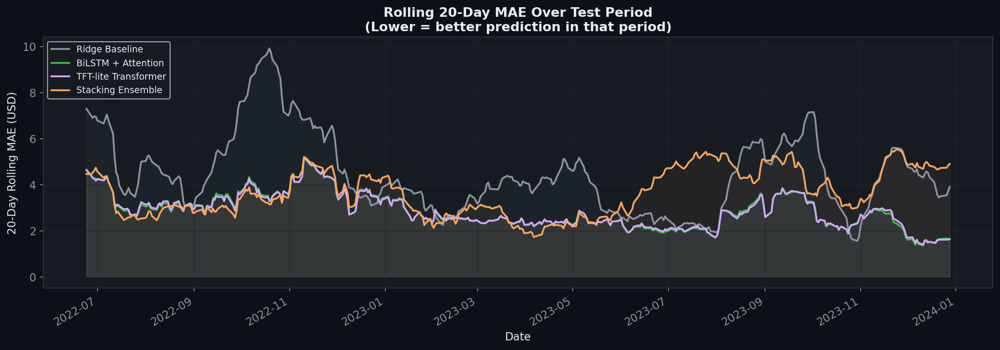 Rolling 20-Day MAE Over Test Period
(Lower = better prediction in that period)
Ridge Baseline
BiLSTM + Attention
TFT-lite Transformer
Stacking Ensemble
20-Day Rolling MAE (USD)
10
8
6
4
2
0
2022-07
2022-09
2022-11
2023-01
2023-03
2023-05
2023-07
2023-09
2023-11
2024-01
Date